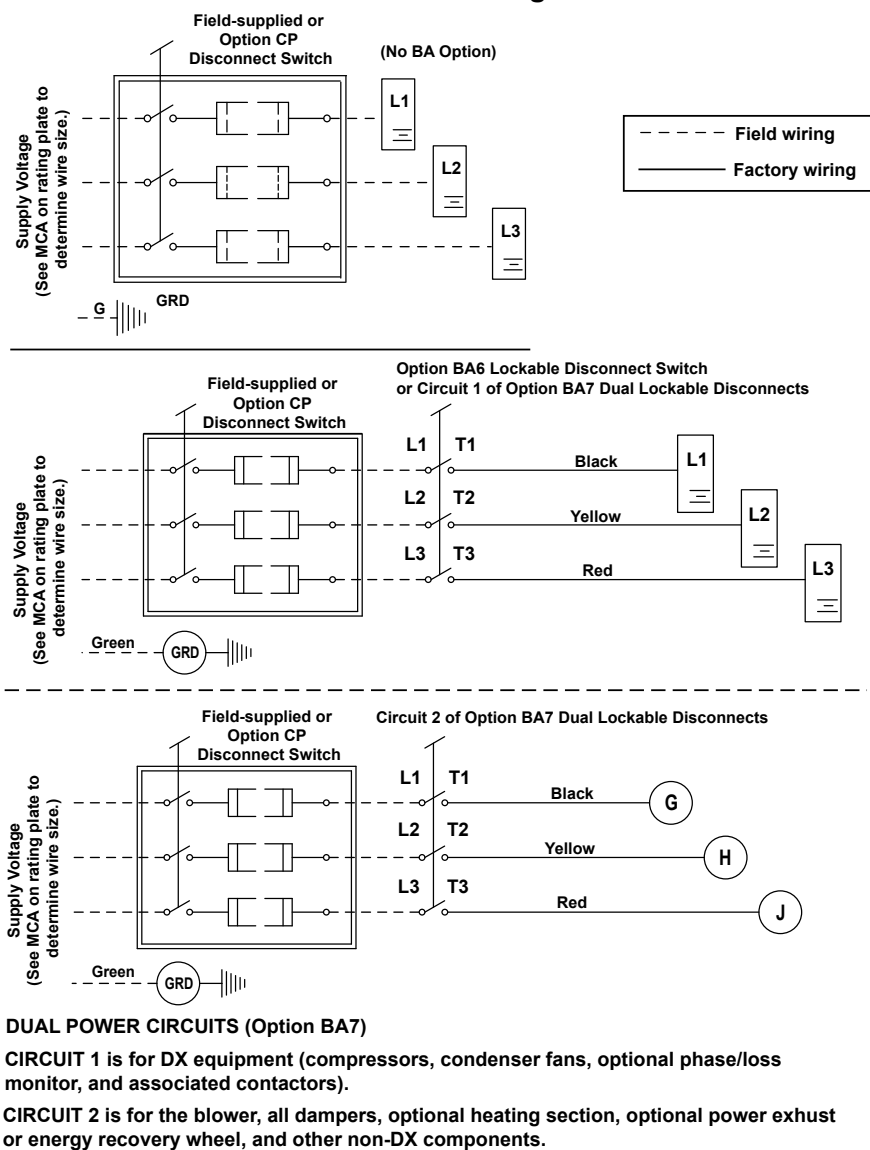 Field-supplied or
Option CP
Disconnect Switch
(No BA Option)
Supply Voltage
(See MCA on rating plate to
determine wire size.)
L1
L2
L3
G
GRD
Field wiring
Factory wiring
Option BA6 Lockable Disconnect Switch
or Circuit 1 of Option BA7 Dual Lockable Disconnects
Field-supplied or
Option CP
Disconnect Switch
Supply Voltage
(See MCA on rating plate to
determine wire size.)
L1 T1
Black
L1
L2 T2
Yellow
L2
L3 T3
Red
L3
Green
GRD
Field-supplied or
Option CP
Disconnect Switch
Circuit 2 of Option BA7 Dual Lockable Disconnects
Supply Voltage
(See MCA on rating plate to
determine wire size.)
L1 T1
Black
G
L2 T2
Yellow
H
L3 T3
Red
J
Green
GRD
DUAL POWER CIRCUITS (Option BA7)
CIRCUIT 1 is for DX equipment (compressors, condenser fans, optional phase/loss
monitor, and associated contactors).
CIRCUIT 2 is for the blower, all dampers, optional heating section, optional power exhust
or energy recovery wheel, and other non-DX components.